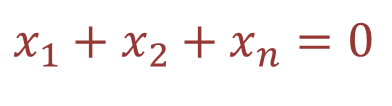 x₁ + x₂ + xₙ = 0